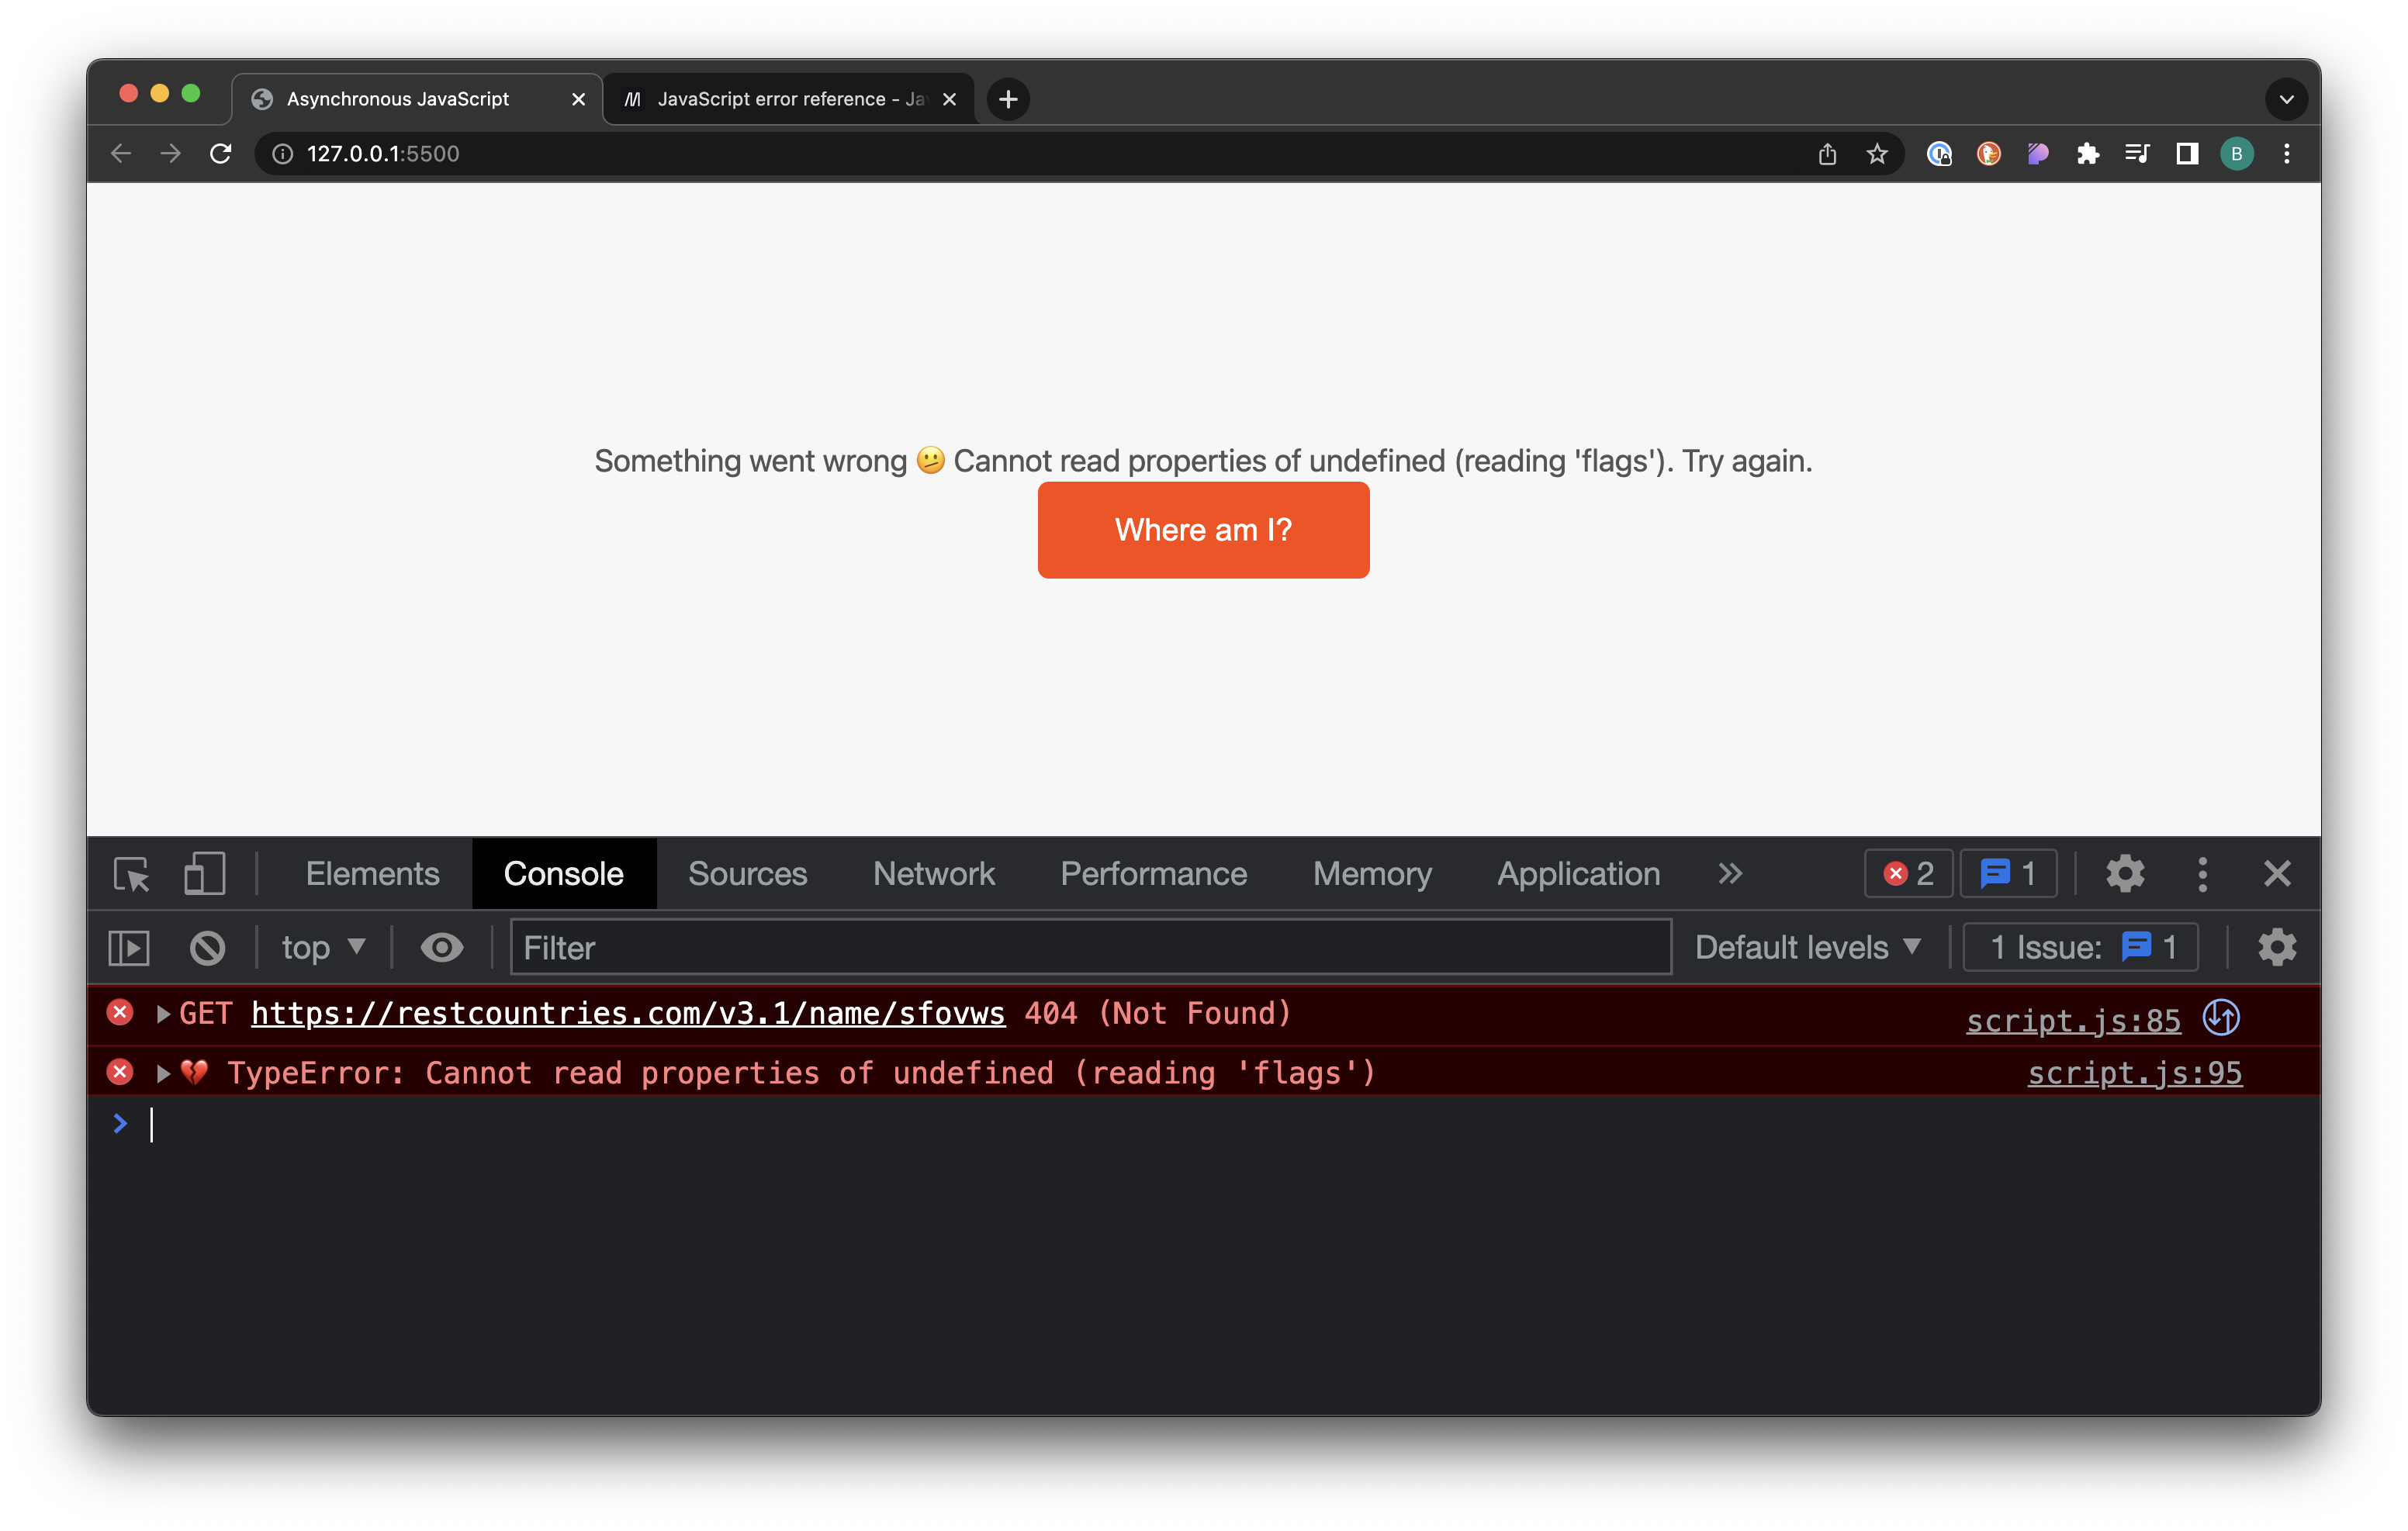 Asynchronous JavaScript
JavaScript error reference - Ja
127.0.0.1:5500
B
Something went wrong 🫤 Cannot read properties of undefined (reading 'flags'). Try again.
Where am I?
Elements Console Sources Network Performance Memory Application 2 1
top Filter Default levels 1 Issue: 1
GET https://restcountries.com/v3.1/name/sfovws 404 (Not Found) script.js:85
💔 TypeError: Cannot read properties of undefined (reading 'flags') script.js:95